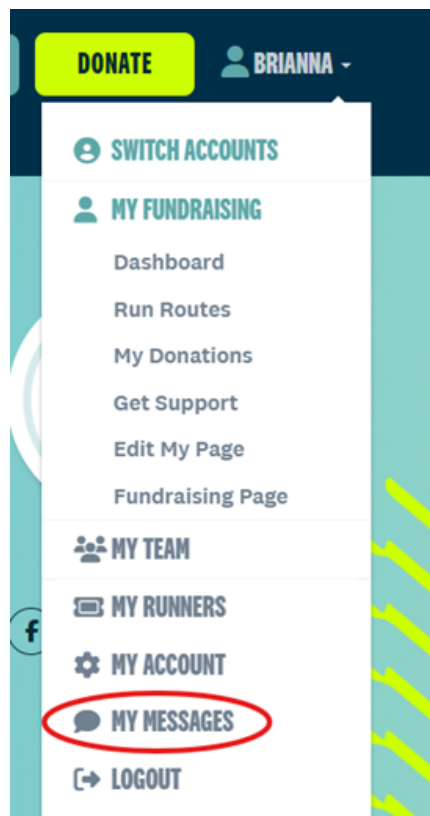 DONATE
BRIANNA
SWITCH ACCOUNTS
MY FUNDRAISING
Dashboard
Run Routes
My Donations
Get Support
Edit My Page
Fundraising Page
MY TEAM
MY RUNNERS
MY ACCOUNT
MY MESSAGES
LOGOUT